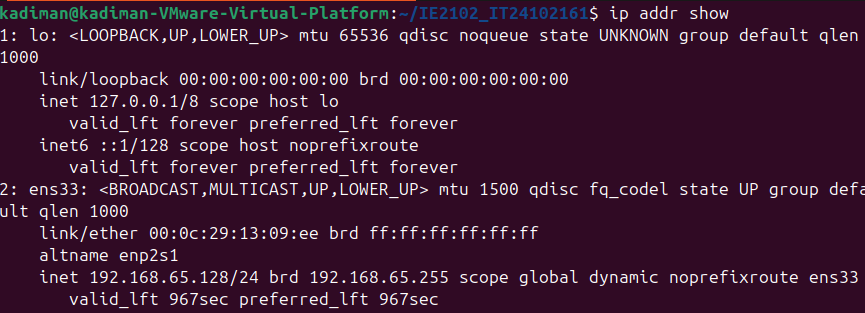 kadiman@kadiman-VMware-Virtual-Platform:~/IE2102_IT24102161$ ip addr show
1: lo: <LOOPBACK,UP,LOWER_UP> mtu 65536 qdisc noqueue state UNKNOWN group default qlen
1000
    link/loopback 00:00:00:00:00:00 brd 00:00:00:00:00:00
    inet 127.0.0.1/8 scope host lo
       valid_lft forever preferred_lft forever
    inet6 ::1/128 scope host noprefixroute
       valid_lft forever preferred_lft forever
2: ens33: <BROADCAST,MULTICAST,UP,LOWER_UP> mtu 1500 qdisc fq_codel state UP group defa
ult qlen 1000
    link/ether 00:0c:29:13:09:ee brd ff:ff:ff:ff:ff:ff
    altname enp2s1
    inet 192.168.65.128/24 brd 192.168.65.255 scope global dynamic noprefixroute ens33
       valid_lft 967sec preferred_lft 967sec